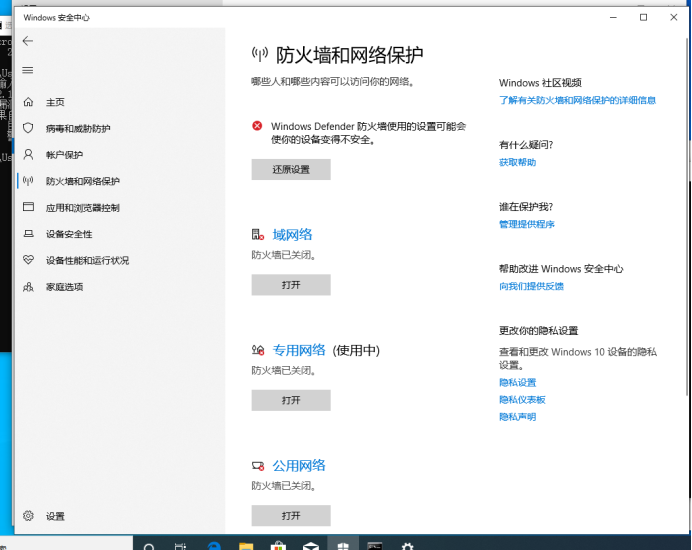 Windows 安全中心
防火墙和网络保护
哪些人和哪些内容可以访问你的网络。
Windows Defender 防火墙使用的设置可能会
使你的设备变得不安全。
还原设置
域网络
防火墙已关闭。
打开
专用网络 (使用中)
防火墙已关闭。
打开
公用网络
防火墙已关闭。
打开
主页
病毒和威胁防护
帐户保护
防火墙和网络保护
应用和浏览器控制
设备安全性
设备性能和运行状况
家庭选项
设置
Windows 社区视频
了解有关防火墙和网络保护的详细信息
有什么疑问?
获取帮助
谁在保护我?
管理提供程序
帮助改进 Windows 安全中心
向我们提供反馈
更改你的隐私设置
查看和更改 Windows 10 设备的隐私
设置。
隐私设置
隐私仪表板
隐私声明